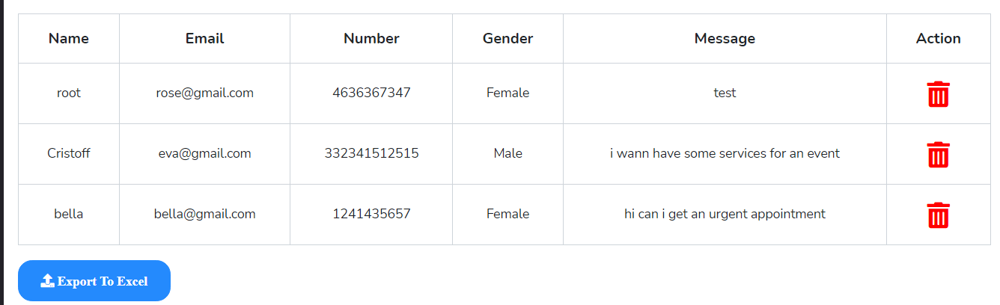 Name Email Number Gender Message Action
root rose@gmail.com 4636367347 Female test
Cristoff eva@gmail.com 332341512515 Male i wann have some services for an event
bella bella@gmail.com 1241435657 Female hi can i get an urgent appointment
Export To Excel